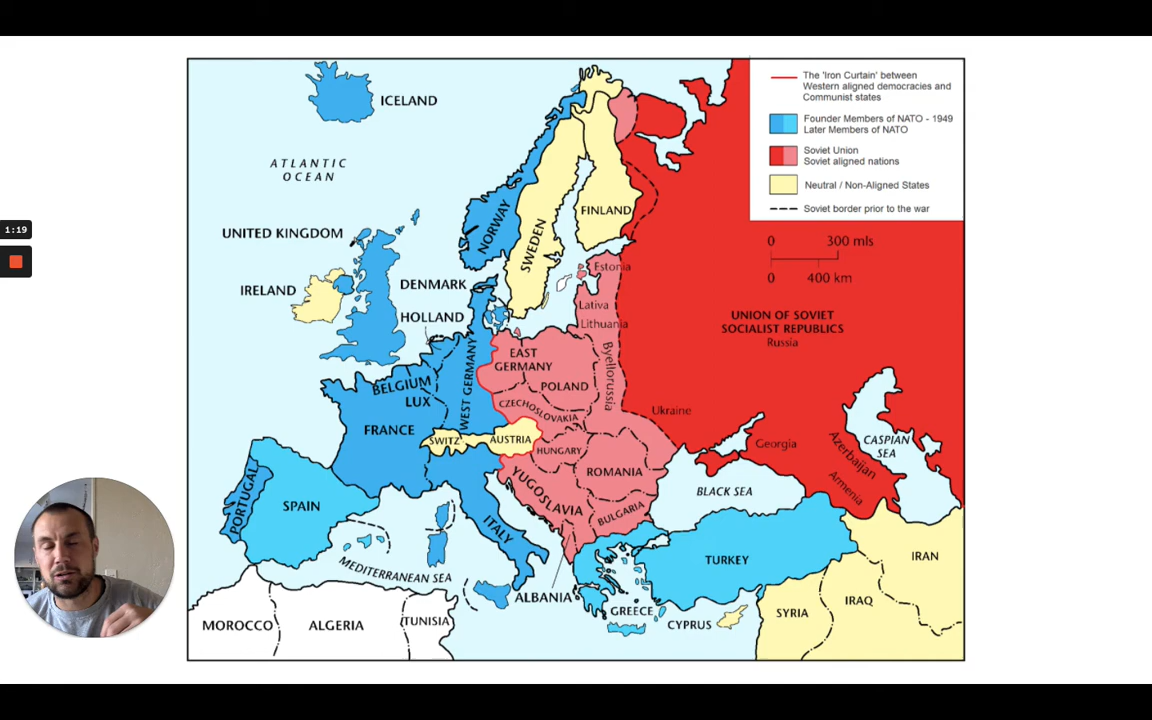 The 'Iron Curtain' between
Western aligned democracies and
Communist states
Founder Members of NATO - 1949
Later Members of NATO
Soviet Union
Soviet aligned nations
Neutral / Non-Aligned States
Soviet border prior to the war
ICELAND
ATLANTIC
OCEAN
1:19
UNITED KINGDOM
NORWAY
SWEDEN
FINLAND
0 300 mls
0 400 km
Estonia
IRELAND
DENMARK
HOLLAND
Lativa
Lithuania
UNION OF SOVIET
SOCIALIST REPUBLICS
Russia
EAST
GERMANY
WEST GERMANY
POLAND
Byellorussia
BELGIUM
LUX
CZECHOSLOVAKIA
Ukraine
FRANCE
SWITZ
AUSTRIA
HUNGARY
Georgia
Azerbaijan
Armenia
CASPIAN
SEA
ROMANIA
YUGOSLAVIA
BLACK SEA
PORTUGAL
SPAIN
ITALY
BULGARIA
TURKEY
IRAN
MEDITERRANEAN SEA
ALBANIA
GREECE
CYPRUS
SYRIA
IRAQ
MOROCCO
ALGERIA
TUNISIA